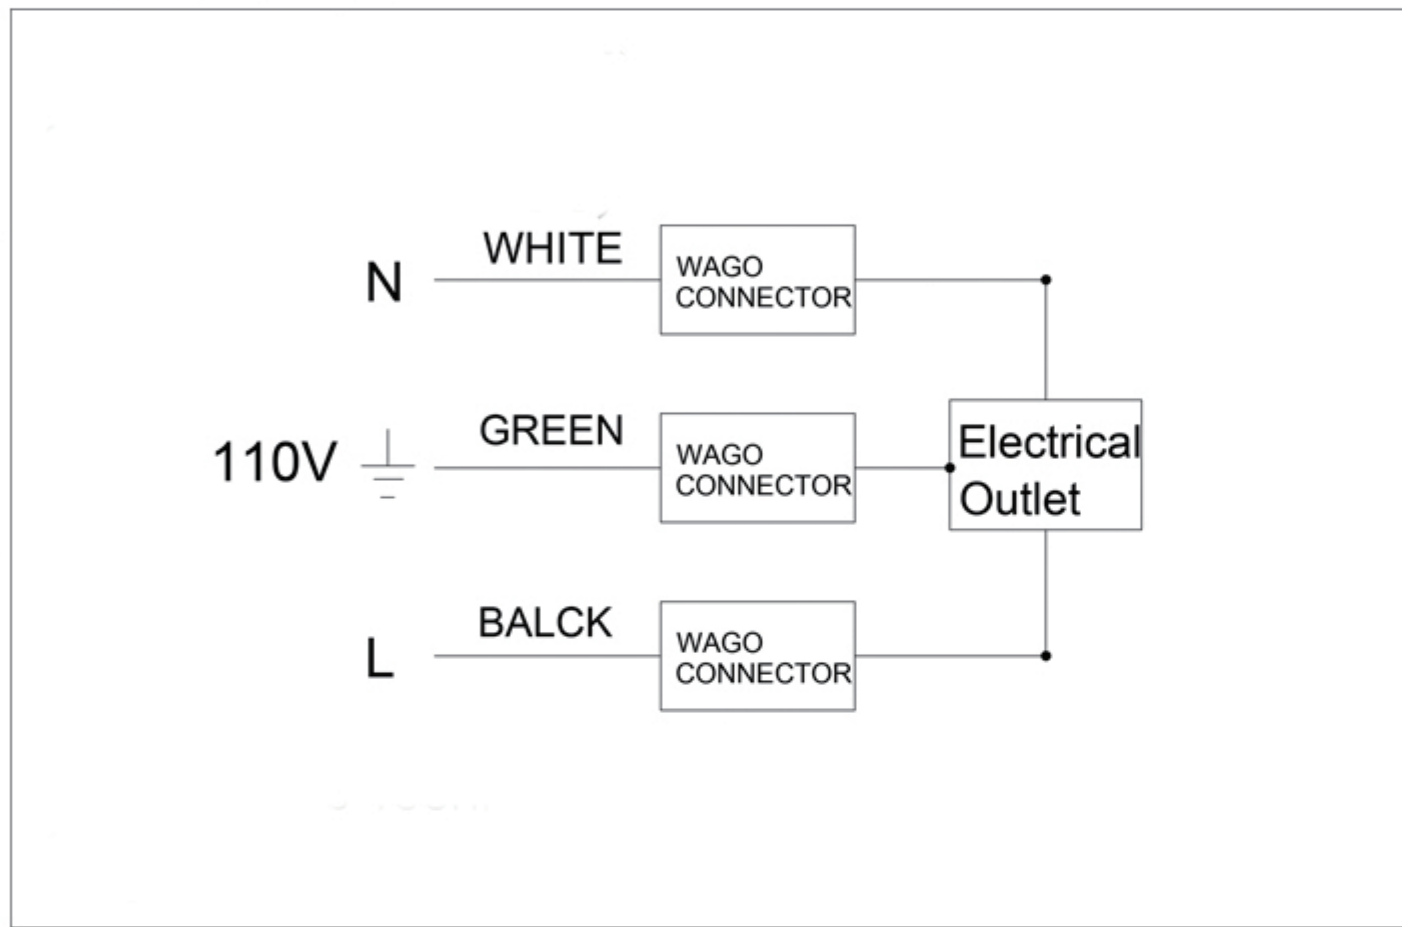 WHITE
N
WAGO
CONNECTOR
GREEN
110V
WAGO
CONNECTOR
Electrical
Outlet
BALCK
L
WAGO
CONNECTOR